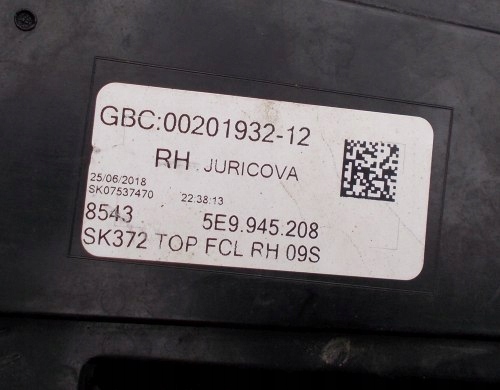 GBC:00201932-12
RH JURICOVA
25/06/2018
SK07537470 22:38:13
8543 5E9.945.208
SK372 TOP FCL RH 09S